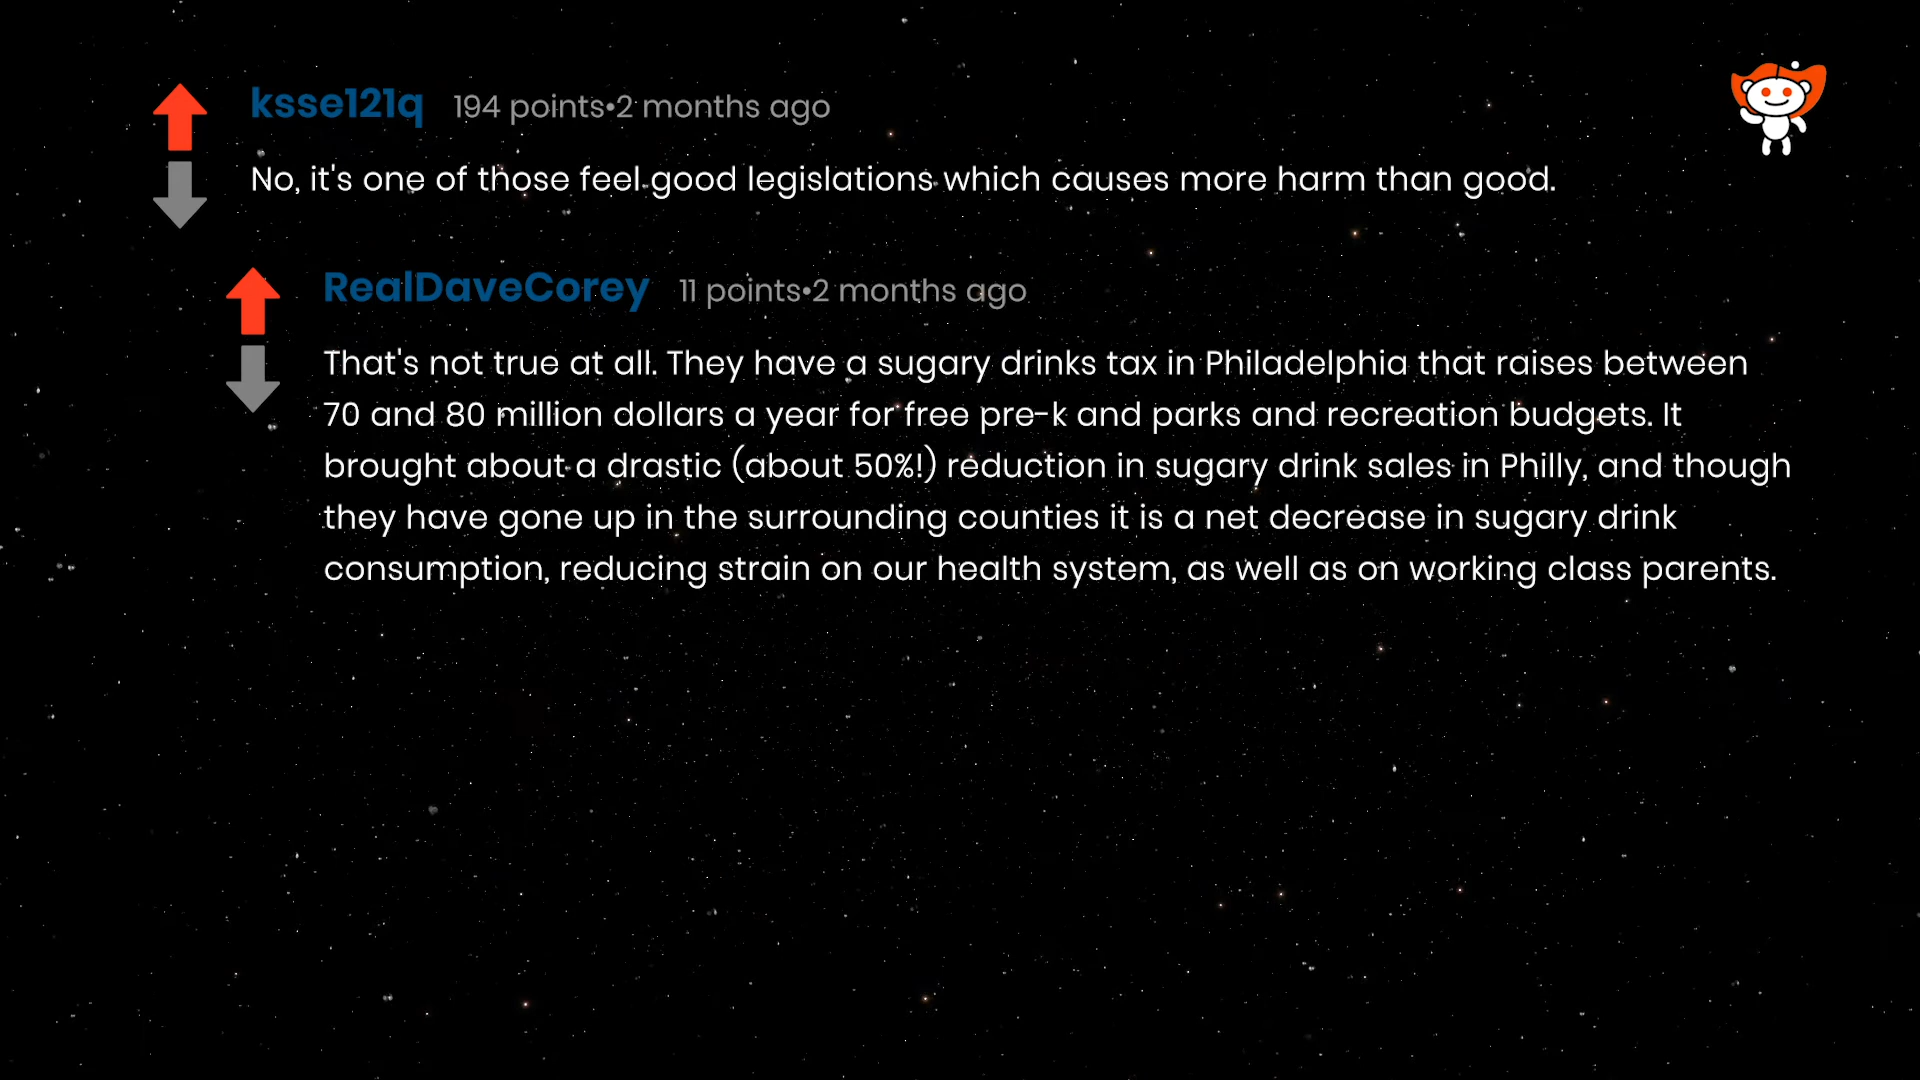 ksse121q 194 points•2 months ago
No, it's one of those feel good legislations which causes more harm than good.
RealDaveCorey 11 points•2 months ago
That's not true at all. They have a sugary drinks tax in Philadelphia that raises between
70 and 80 million dollars a year for free pre-k and parks and recreation budgets. It
brought about a drastic (about 50%!) reduction in sugary drink sales in Philly, and though
they have gone up in the surrounding counties it is a net decrease in sugary drink
consumption, reducing strain on our health system, as well as on working class parents.